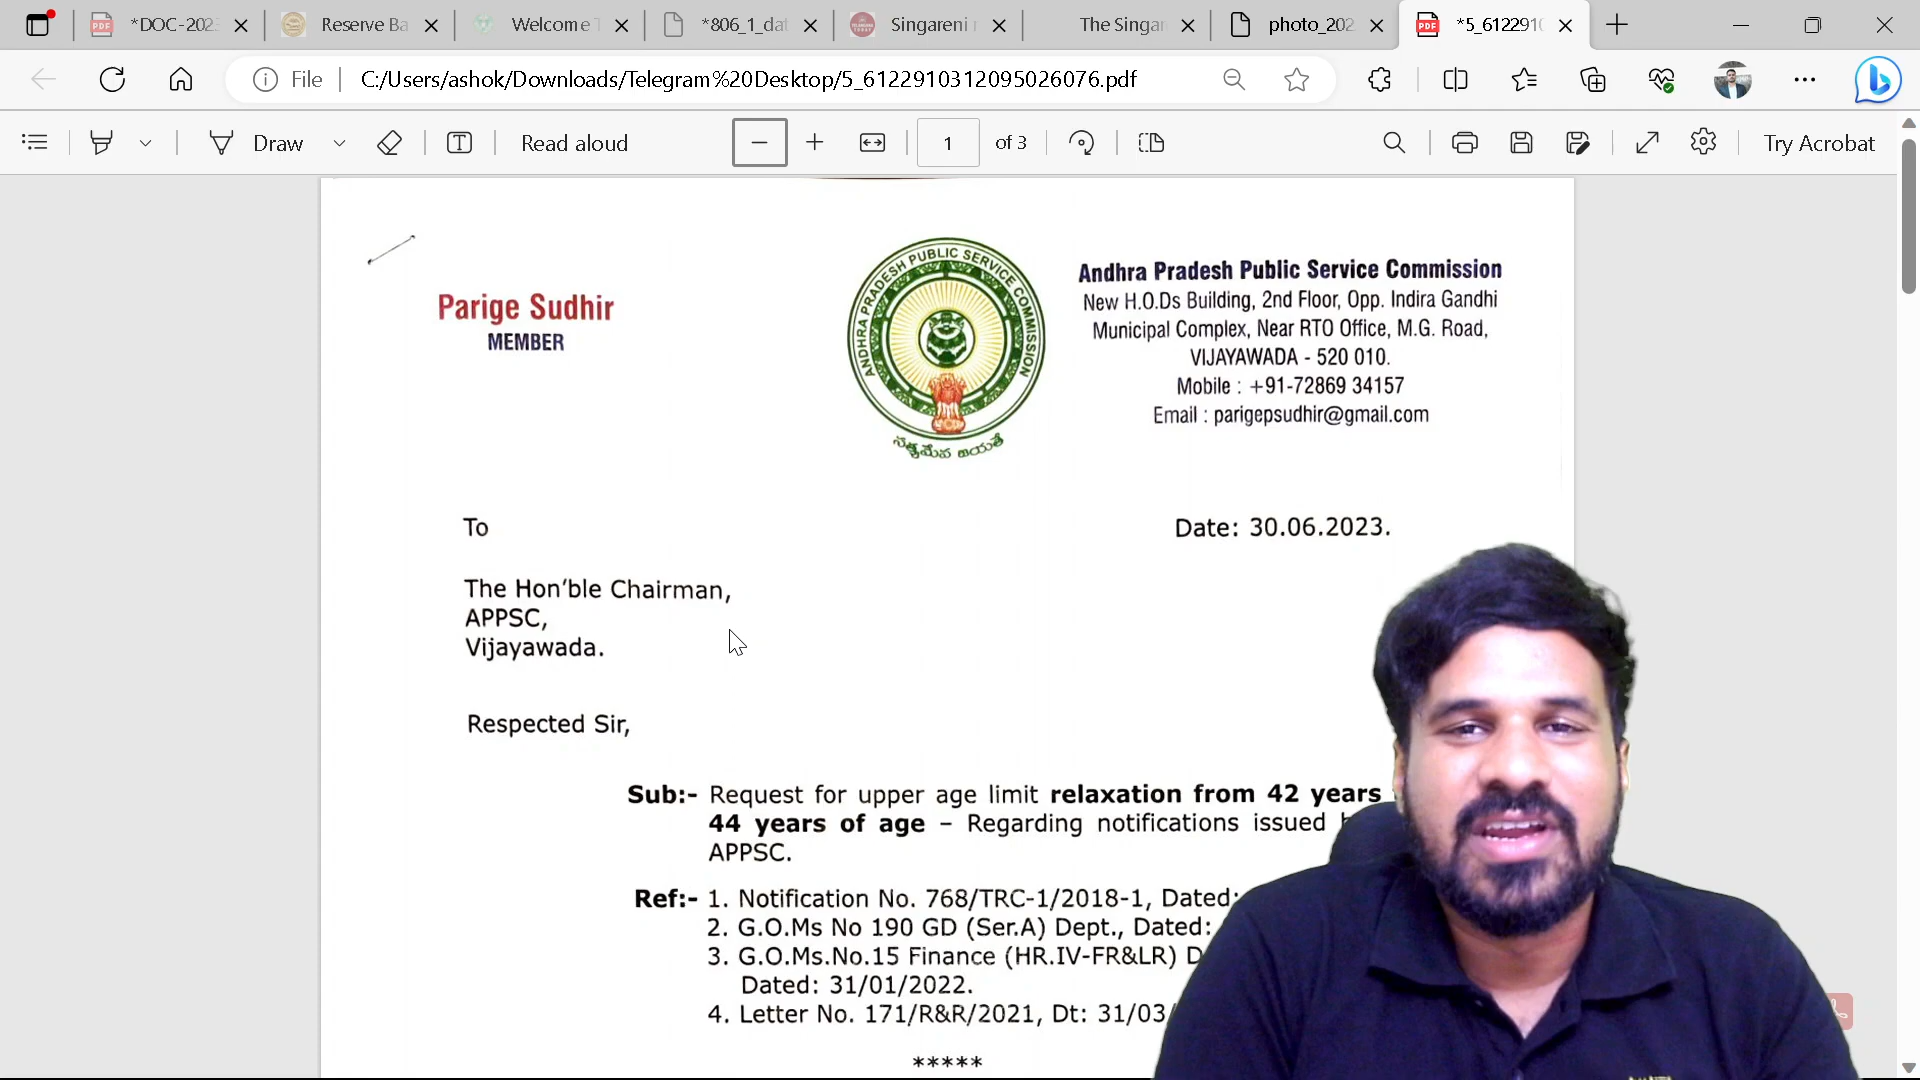 *DOC-202
Reserve Ba
Welcome T
*806_1_dat
Singareni r
The Singar
photo_202
*5_6122910
File
C:/Users/ashok/Downloads/Telegram%20Desktop/5_6122910312095026076.pdf
Draw
Read aloud
1
of 3
Try Acrobat
Parige Sudhir
MEMBER
ANDHRA PRADESH PUBLIC SERVICE COMMISSION
సత్యమేవ జయతే
Andhra Pradesh Public Service Commission
New H.O.Ds Building, 2nd Floor, Opp. Indira Gandhi
Municipal Complex, Near RTO Office, M.G. Road,
VIJAYAWADA - 520 010.
Mobile : +91-72869 34157
Email : parigepsudhir@gmail.com
To
Date: 30.06.2023.
The Hon'ble Chairman,
APPSC,
Vijayawada.
Respected Sir,
Sub:- Request for upper age limit relaxation from 42 years
44 years of age – Regarding notifications issued b
APPSC.
Ref:- 1. Notification No. 768/TRC-1/2018-1, Dated:
2. G.O.Ms No 190 GD (Ser.A) Dept., Dated:
3. G.O.Ms.No.15 Finance (HR.IV-FR&LR) D
Dated: 31/01/2022.
4. Letter No. 171/R&R/2021, Dt: 31/03/
*****